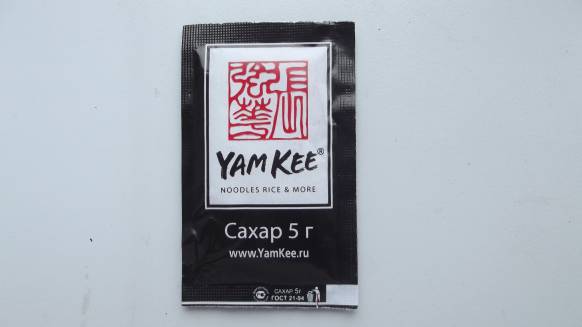 YAM KEE®
NOODLES RICE & MORE
Сахар 5 г
www.YamKee.ru
САХАР 5г
ГОСТ 21-94